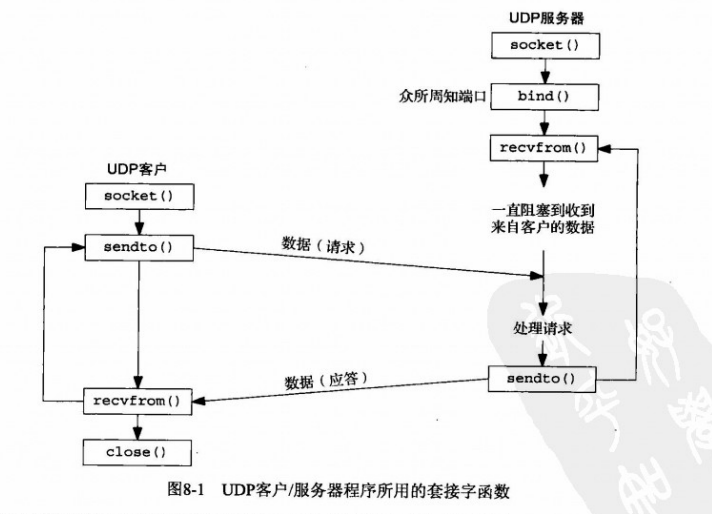 UDP服务器
socket()
众所周知端口
bind()
recvfrom()
一直阻塞到收到
来自客户的数据
UDP客户
socket()
sendto()
数据（请求）
处理请求
sendto()
数据（应答）
recvfrom()
close()
图8-1 UDP客户/服务器程序所用的套接字函数